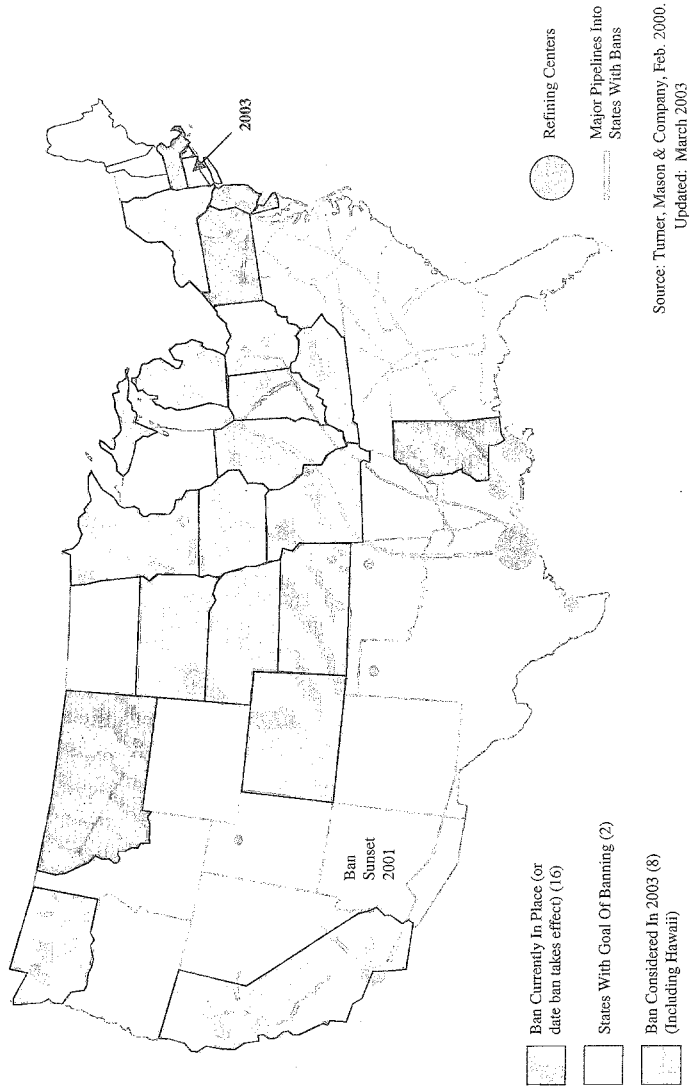 2003
Ban
Sunset
2001
Ban Currently In Place (or
date ban takes effect) (16)
States With Goal Of Banning (2)
Ban Considered In 2003 (8)
(Including Hawaii)
Refining Centers
Major Pipelines Into
States With Bans
Source: Turner, Mason & Company, Feb. 2000.
Updated: March 2003